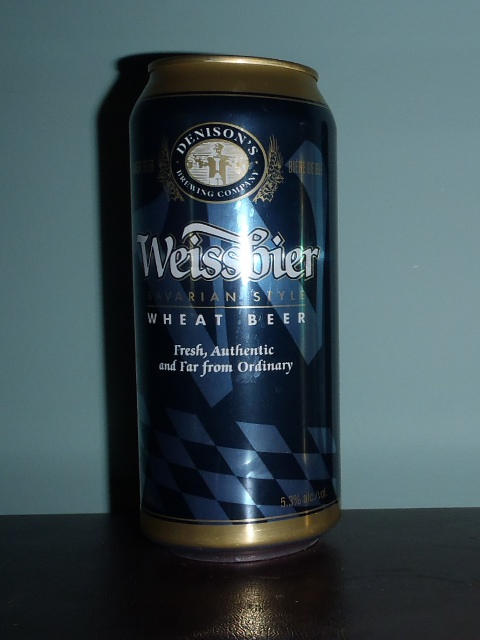 DENISON'S
BREWING COMPANY
Weissbier
BAVARIAN STYLE
WHEAT BEER
Fresh, Authentic
and Far from Ordinary
5.3% alc./vol.